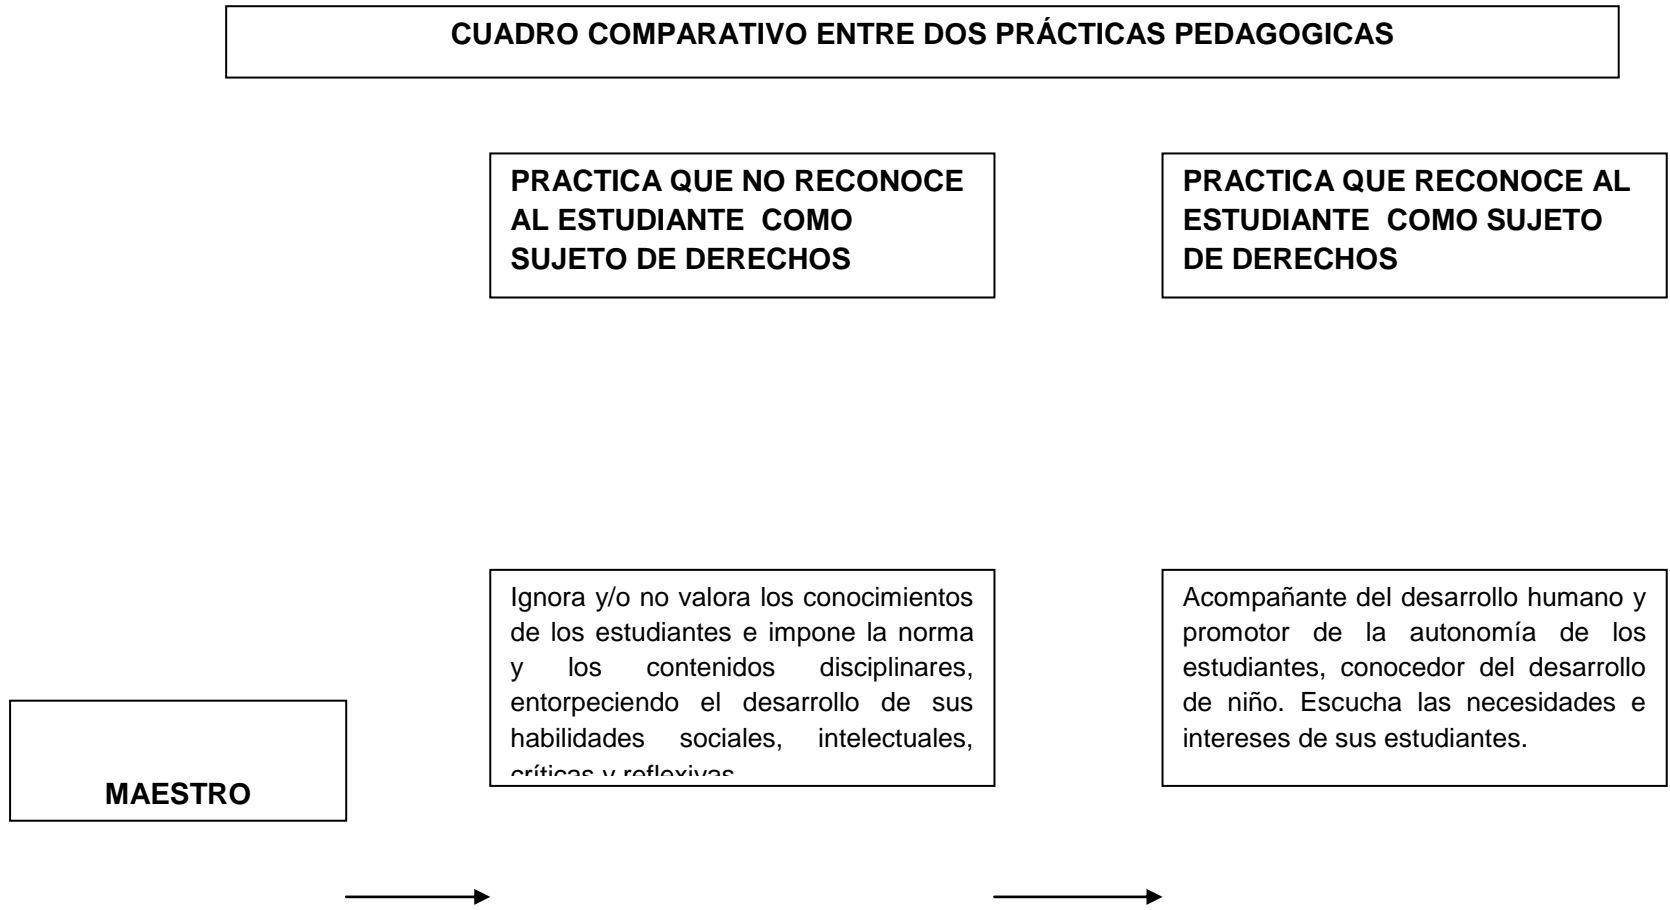 CUADRO COMPARATIVO ENTRE DOS PRÁCTICAS PEDAGOGICAS
PRACTICA QUE NO RECONOCE
AL ESTUDIANTE COMO
SUJETO DE DERECHOS
PRACTICA QUE RECONOCE AL
ESTUDIANTE COMO SUJETO
DE DERECHOS
MAESTRO
Ignora y/o no valora los conocimientos
de los estudiantes e impone la norma
y los contenidos disciplinares,
entorpeciendo el desarrollo de sus
habilidades sociales, intelectuales,
críticas y reflexivas
Acompañante del desarrollo humano y
promotor de la autonomía de los
estudiantes, conocedor del desarrollo
de niño. Escucha las necesidades e
intereses de sus estudiantes.